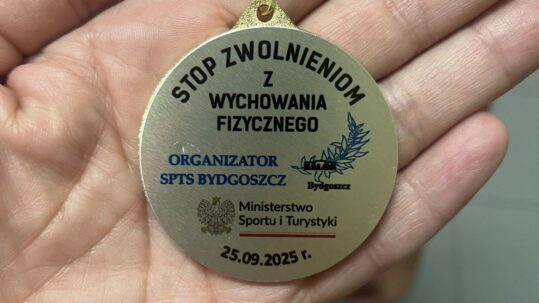 STOP ZWOLNIENIOM
Z
WYCHOWANIA
FIZYCZNEGO
ORGANIZATOR
SPTS BYDGOSZCZ
Bydgoszcz
Ministerstwo
Sportu i Turystyki
25.09.2025 r.